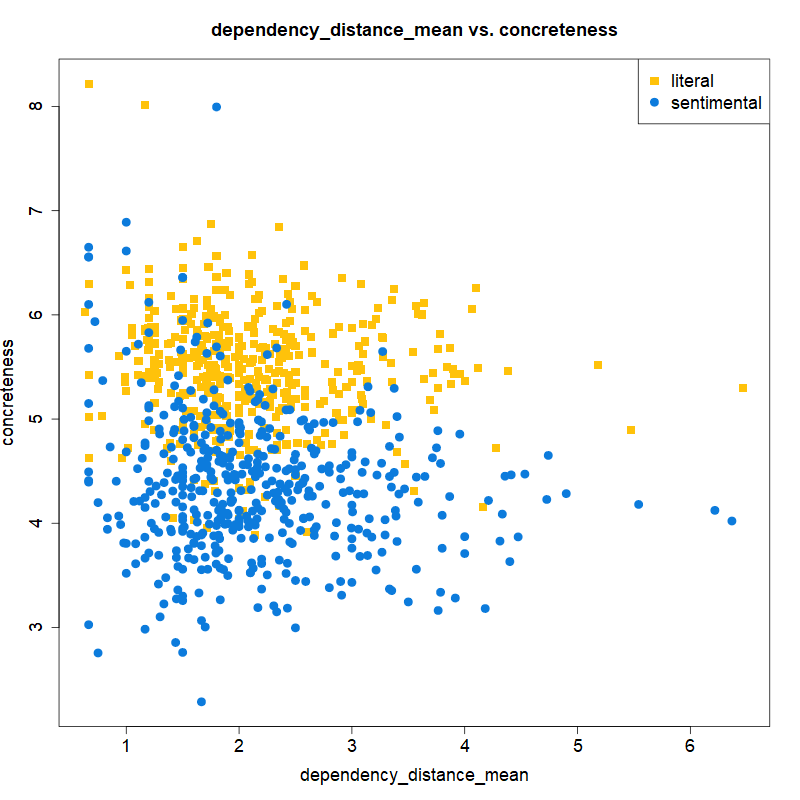 dependency_distance_mean vs. concreteness
literal
sentimental
concreteness
8
7
6
5
4
3
1 2 3 4 5 6
dependency_distance_mean